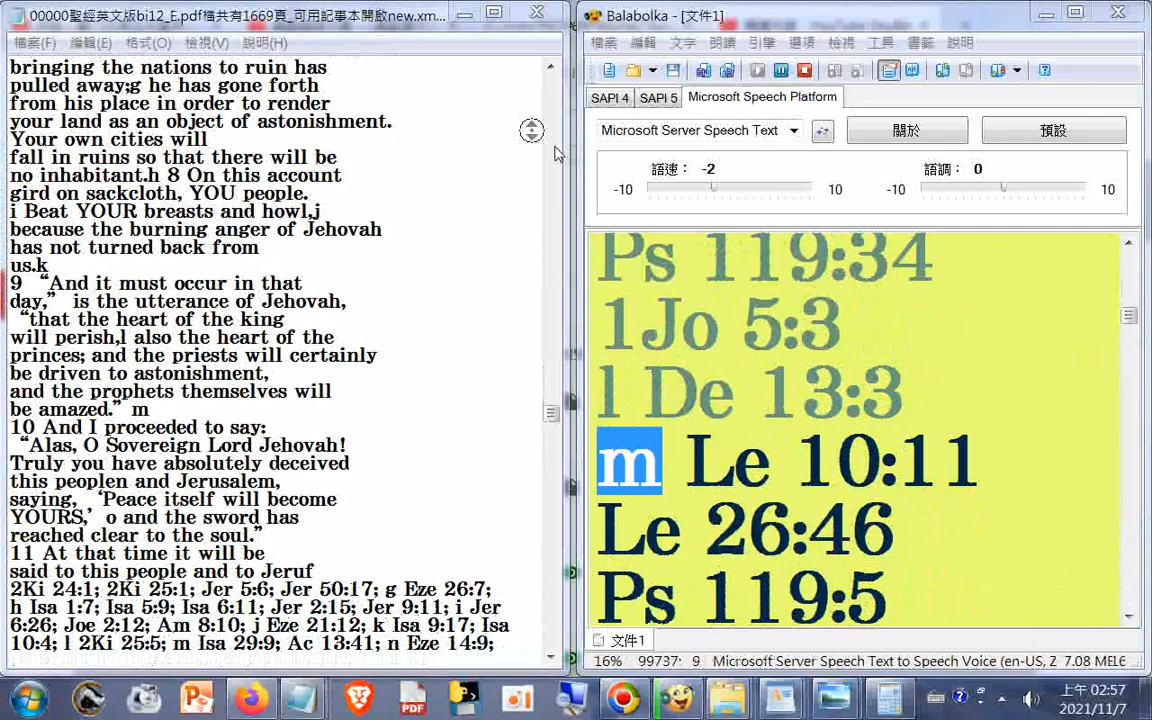 00000聖經英文版bi12_E.pdf檔共有1669頁_可用記事本開啟new.xm...
檔案(F) 編輯(E) 格式(O) 檢視(V) 說明(H)
bringing the nations to ruin has
pulled away;g he has gone forth
from his place in order to render
your land as an object of astonishment.
Your own cities will
fall in ruins so that there will be
no inhabitant.h 8 On this account
gird on sackcloth, YOU people.
i Beat YOUR breasts and howl,j
because the burning anger of Jehovah
has not turned back from
us.k
9 “And it must occur in that
day,” is the utterance of Jehovah,
“that the heart of the king
will perish,l also the heart of the
princes; and the priests will certainly
be driven to astonishment,
and the prophets themselves will
be amazed.” m
10 And I proceeded to say:
“Alas, O Sovereign Lord Jehovah!
Truly you have absolutely deceived
this peoplen and Jerusalem,
saying, ‘Peace itself will become
YOURS,’ o and the sword has
reached clear to the soul.”
11 At that time it will be
said to this people and to Jeruf
2Ki 24:1; 2Ki 25:1; Jer 5:6; Jer 50:17; g Eze 26:7;
h Isa 1:7; Isa 5:9; Isa 6:11; Jer 2:15; Jer 9:11; i Jer
6:26; Joe 2:12; Am 8:10; j Eze 21:12; k Isa 9:17; Isa
10:4; l 2Ki 25:5; m Isa 29:9; Ac 13:41; n Eze 14:9;
Balabolka - [文件1]
檔案 編輯 文字 朗讀 引擎 選項 檢視 工具 書籤 說明
SAPI 4 SAPI 5 Microsoft Speech Platform
Microsoft Server Speech Text 關於 預設
語速： -2 語調： 0
-10 10 -10 10
Ps 119:34
1Jo 5:3
l De 13:3
m Le 10:11
Le 26:46
Ps 119:5
文件1
16% 99737: 9 Microsoft Server Speech Text to Speech Voice (en-US, 2 7.08 МБ
PDF
上午 02:57
2021/11/7